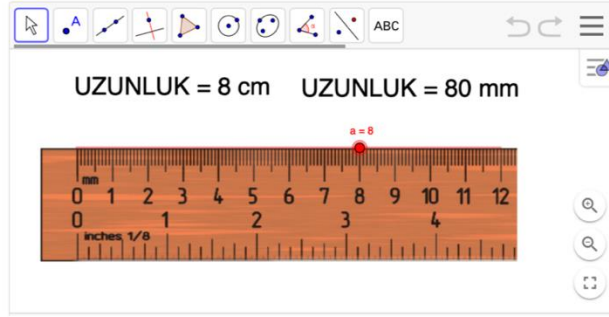 A
ABC
UZUNLUK = 8 cm UZUNLUK = 80 mm
a = 8
mm
0 1 2 3 4 5 6 7 8 9 10 11 12
0 1 2 3 4
inches 1/8